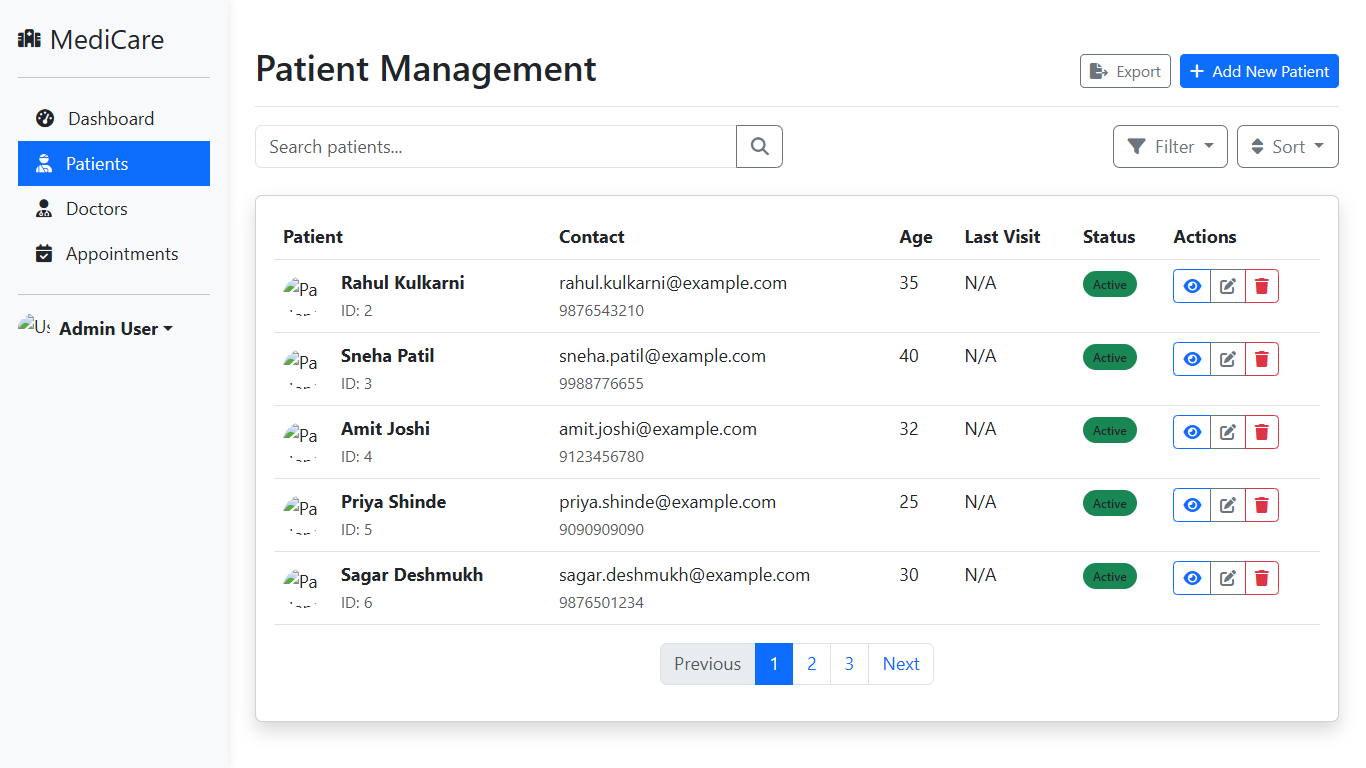 MediCare
Dashboard
Patients
Doctors
Appointments
Us Admin User
Patient Management
Export
Add New Patient
Search patients...
Filter
Sort
Patient Contact Age Last Visit Status Actions
Pa Rahul Kulkarni rahul.kulkarni@example.com 35 N/A Active
ID: 2 9876543210
Pa Sneha Patil sneha.patil@example.com 40 N/A Active
ID: 3 9988776655
Pa Amit Joshi amit.joshi@example.com 32 N/A Active
ID: 4 9123456780
Pa Priya Shinde priya.shinde@example.com 25 N/A Active
ID: 5 9090909090
Pa Sagar Deshmukh sagar.deshmukh@example.com 30 N/A Active
ID: 6 9876501234
Previous 1 2 3 Next